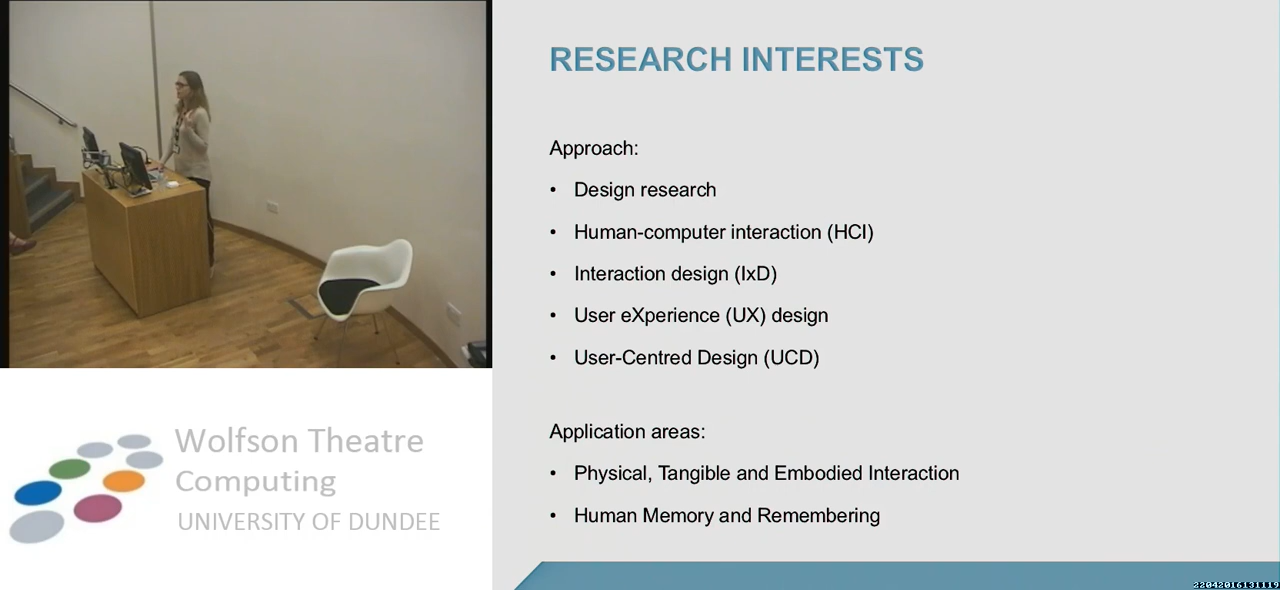 RESEARCH INTERESTS
Approach:
• Design research
• Human-computer interaction (HCI)
• Interaction design (IxD)
• User eXperience (UX) design
• User-Centred Design (UCD)
Application areas:
• Physical, Tangible and Embodied Interaction
• Human Memory and Remembering
Wolfson Theatre
Computing
UNIVERSITY OF DUNDEE
22042016131119